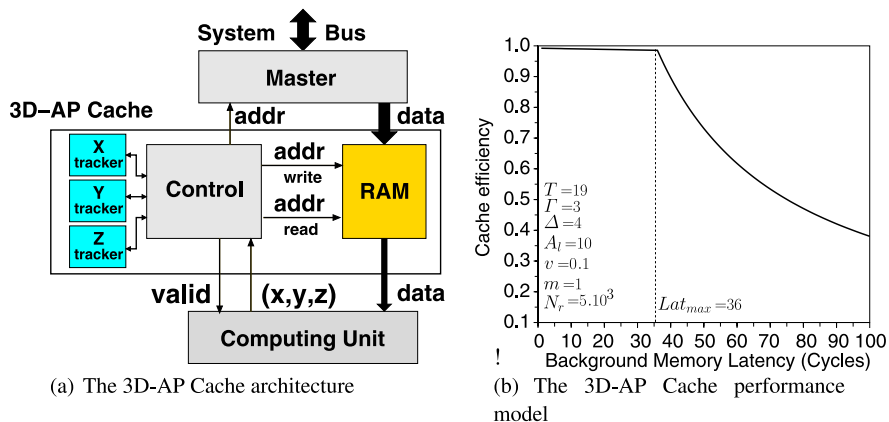 System Bus
Master
3D–AP Cache
addr
data
X
tracker
Y
tracker
Z
tracker
Control
addr
write
addr
read
RAM
valid
(x,y,z)
data
Computing Unit
(a) The 3D-AP Cache architecture
Cache efficiency
1.0
0.9
0.8
0.7
0.6
0.5
0.4
0.3
0.2
0.1
T=19
Γ=3
Δ=4
A_l=10
v=0.1
m=1
N_r=5.10^3
Lat_max=36
0 10 20 30 40 50 60 70 80 90 100
! Background Memory Latency (Cycles)
(b) The 3D-AP Cache performance
model